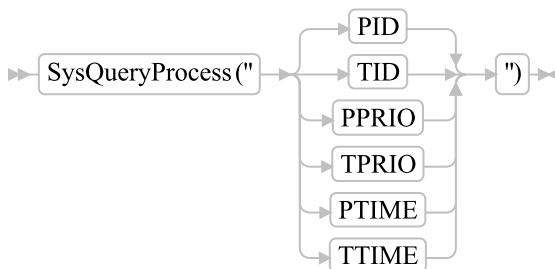 PID
SysQueryProcess(" TID ")
PPRIO
TPRIO
PTIME
TTIME